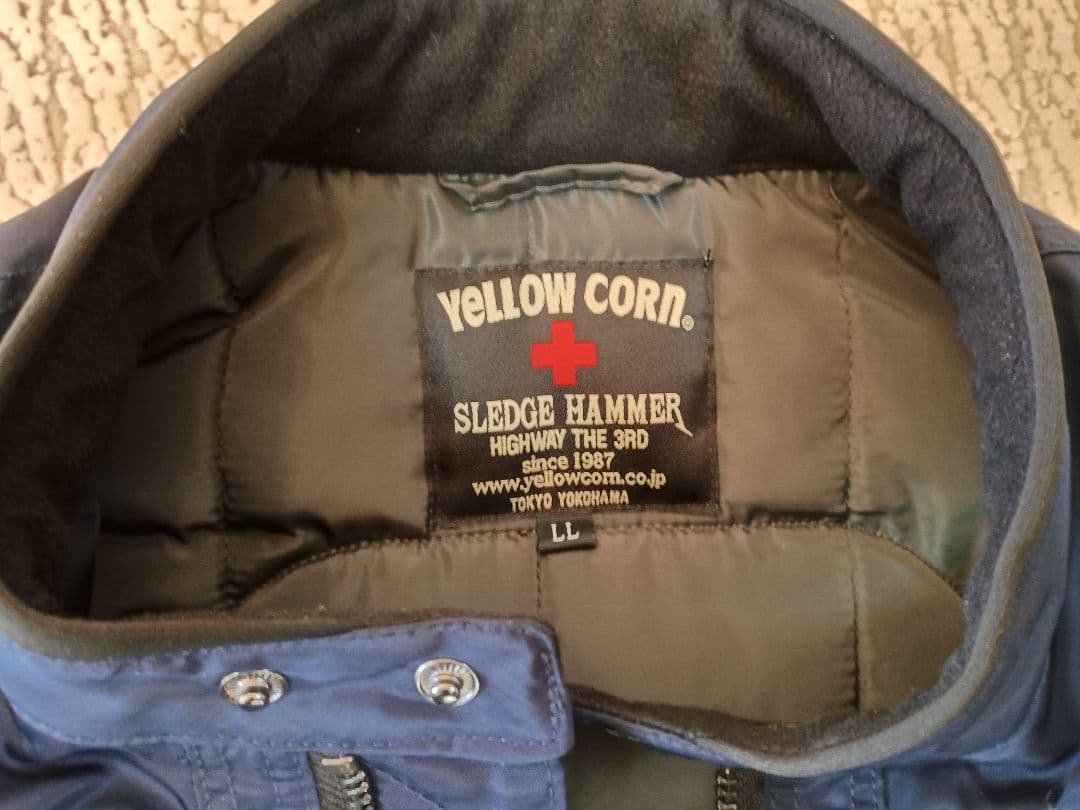 YeLLOW CORn®
SLEDGE HAMMER
HIGHWAY THE 3RD
since 1987
www.yellowcorn.co.jp
TOKYO YOKOHAMA
LL